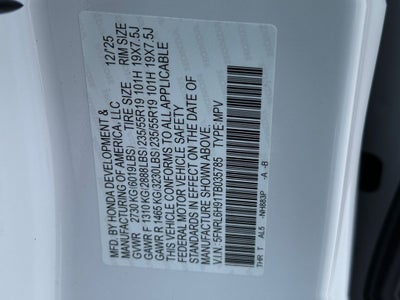 MFD. BY HONDA DEVELOPMENT & 12/25
MANUFACTURING OF AMERICA, LLC
TIRE SIZE RIM SIZE
GVWR 2730 KG(6019LBS)
GAWR F 1310 KG(2888LBS)235/55R19 101H 19X7.5J
GAWR R 1465 KG(3230LBS)235/55R19 101H 19X7.5J
THIS VEHICLE CONFORMS TO ALL APPLICABLE
FEDERAL MOTOR VEHICLE SAFETY
STANDARDS IN EFFECT ON THE DATE OF
MANUFACTURE SHOWN ABOVE.
V.I.N.: 5FNRL6H91TB035785 TYPE: MPV
THR T AL5 -NH883P -A -B